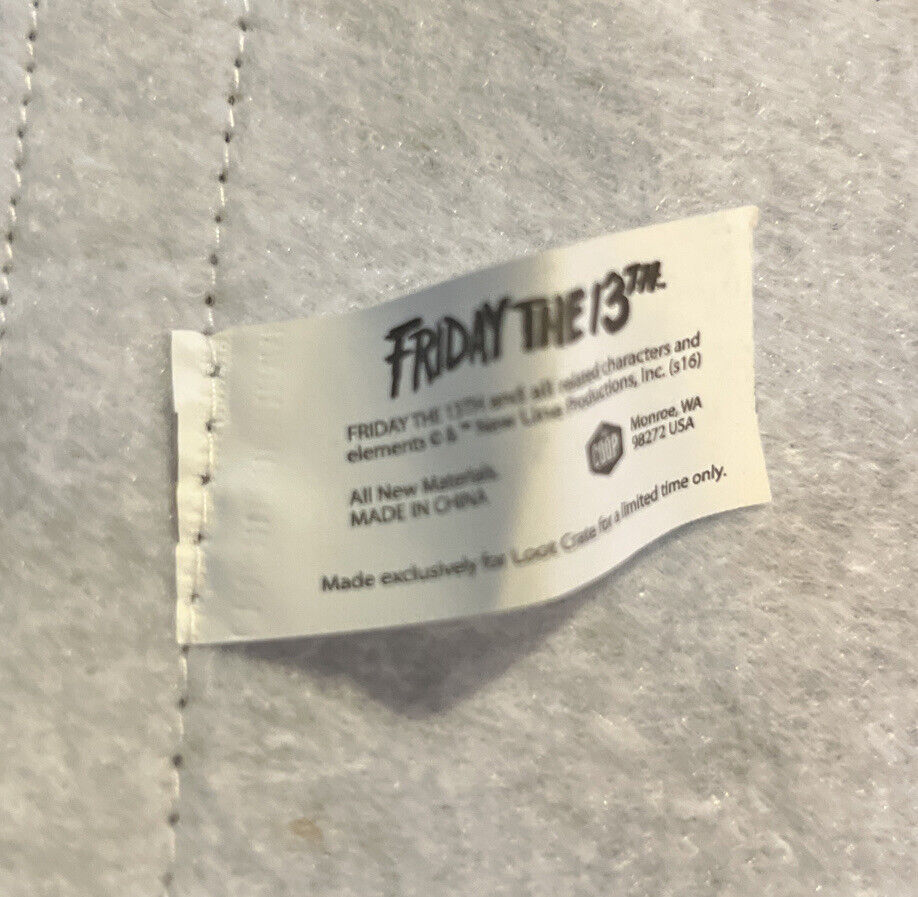 FRIDAY THE 13TH
FRIDAY THE 13TH and all related characters and
elements © & ™ New Line Productions, Inc. (s16)
COOP
Monroe, WA
98272 USA
All New Materials
MADE IN CHINA
Made exclusively for Loot Crate for a limited time only.